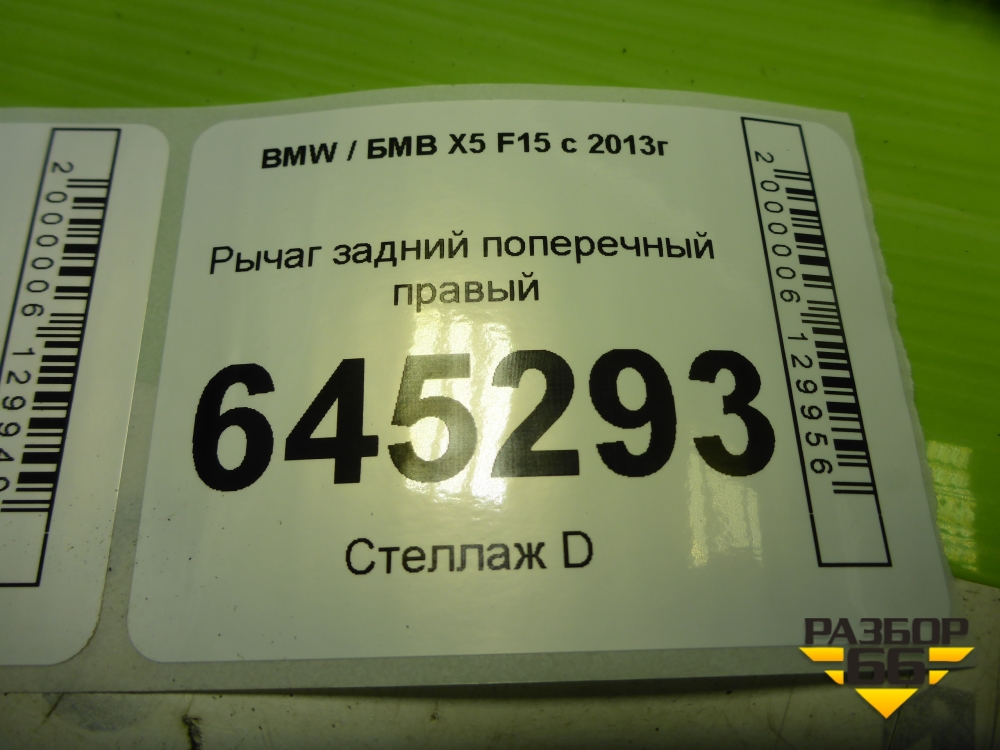 BMW / БМВ X5 F15 с 2013г
Рычаг задний поперечный
правый
645293
Стеллаж D
2000006129956
РАЗБОР
66